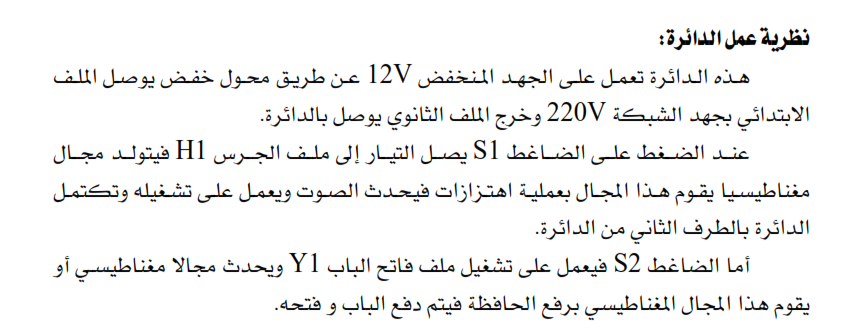 نظرية عمل الدائرة:
هذه الدائرة تعمل على الجهد المنخفض 12V عن طريق محول خفض يوصل الملف
الابتدائي بجهد الشبكة 220V وخرج الملف الثانوي يوصل بالدائرة.
عند الضغط على الضاغط S1 يصل التيار إلى ملف الجرس H1 فيتولد مجال
مغناطيسيا يقوم هذا المجال بعملية اهتزازات فيحدث الصوت ويعمل على تشغيله وتكتمل
الدائرة بالطرف الثاني من الدائرة.
أما الضاغط S2 فيعمل على تشغيل ملف فاتح الباب Y1 ويحدث مجالا مغناطيسي أو
يقوم هذا المجال المغناطيسي برفع الحافظة فيتم دفع الباب و فتحه.